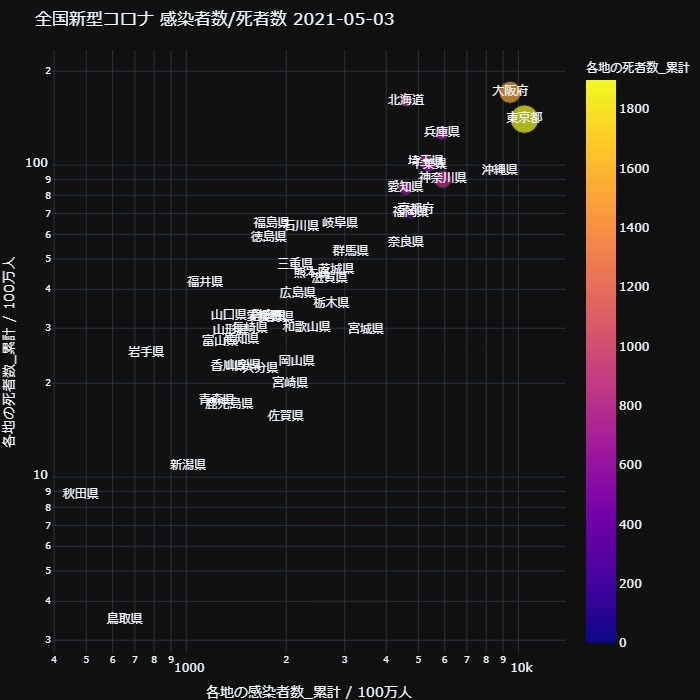 全国新型コロナ 感染者数/死者数 2021-05-03
各地の死者数_累計
大阪府
北海道
東京都
兵庫県
埼玉県
千葉県
沖縄県
神奈川県
愛知県
京都府
福岡県
福島県
石川県
岐阜県
徳島県
奈良県
群馬県
三重県
茨城県
熊本県
滋賀県
福井県
広島県
栃木県
山口県
長崎県
和歌山県
宮城県
山形県
高知県
富山県
岩手県
岡山県
香川県
大分県
宮崎県
青森県
鹿児島県
佐賀県
新潟県
秋田県
鳥取県
2
100
9
8
7
6
5
4
3
2
10
9
8
7
6
5
4
3
4
5
6
7
8
9
1000
2
3
4
5
6
7
8
9
10k
各地の死者数_累計 / 100万人
各地の感染者数_累計 / 100万人
1800
1600
1400
1200
1000
800
600
400
200
0